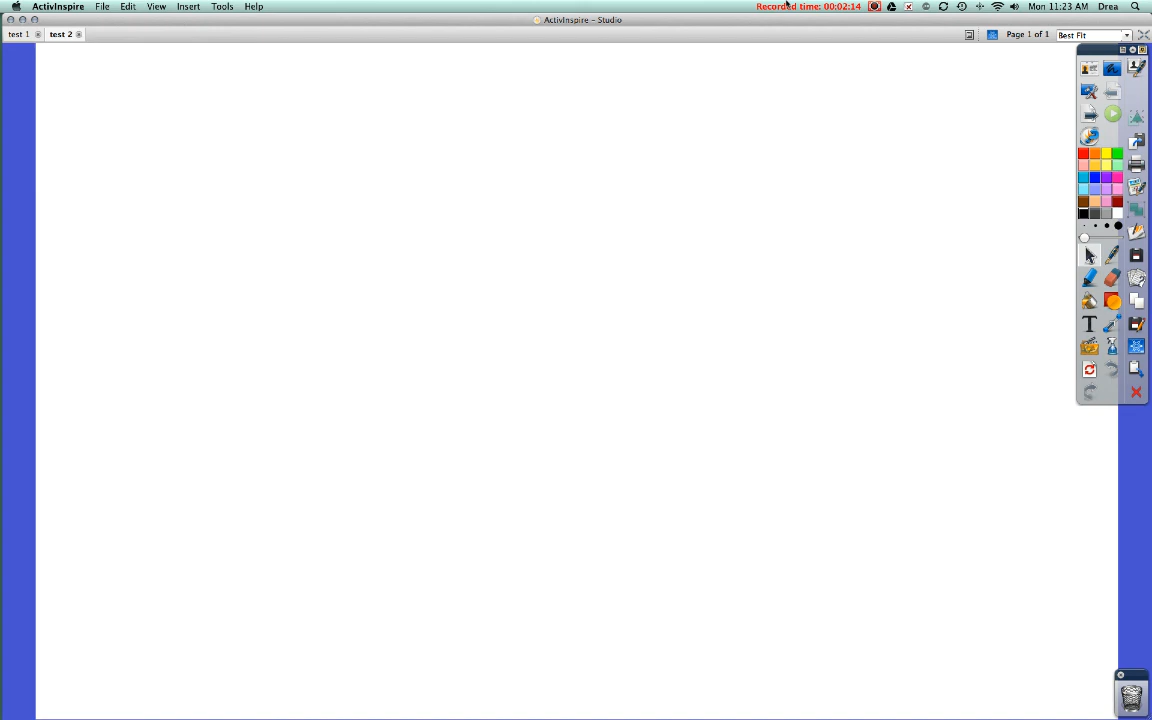 ActivInspire File Edit View Insert Tools Help Recorded time: 00:02:14 Mon 11:23 AM Drea
ActivInspire – Studio
test 1 test 2 Page 1 of 1 Best Fit
T